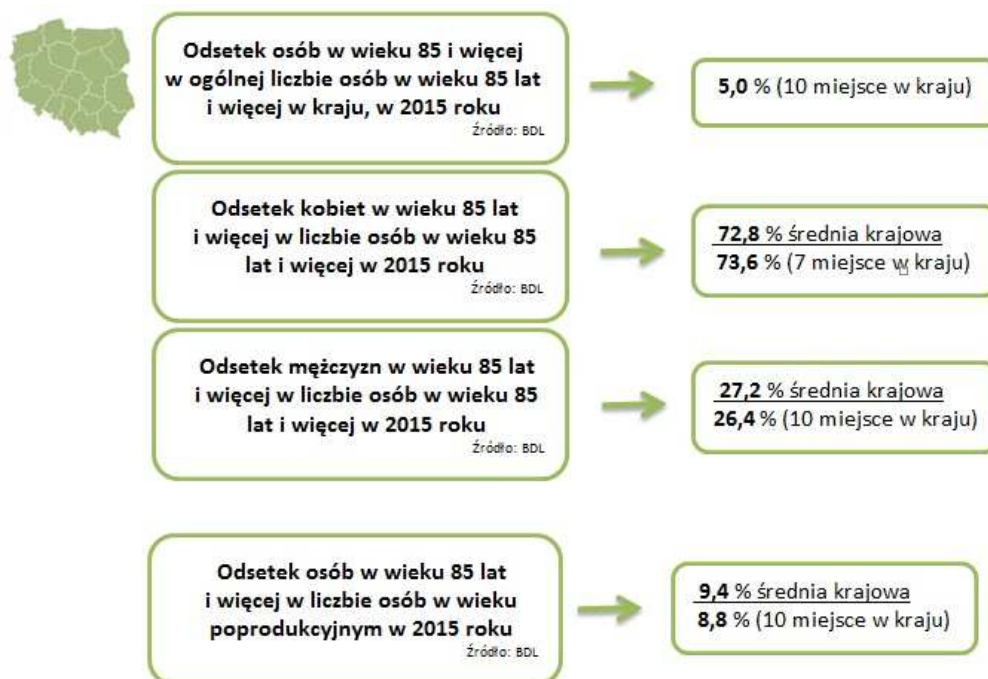 Odsetek osób w wieku 85 i więcej
w ogólnej liczbie osób w wieku 85 lat
i więcej w kraju, w 2015 roku
Źródło: BDL
5,0 % (10 miejsce w kraju)
Odsetek kobiet w wieku 85 lat
i więcej w liczbie osób w wieku 85
lat i więcej w 2015 roku
Źródło: BDL
72,8 % średnia krajowa
73,6 % (7 miejsce w kraju)
Odsetek mężczyzn w wieku 85 lat
i więcej w liczbie osób w wieku 85
lat i więcej w 2015 roku
Źródło: BDL
27,2 % średnia krajowa
26,4 % (10 miejsce w kraju)
Odsetek osób w wieku 85 lat
i więcej w liczbie osób w wieku
poprodukcyjnym w 2015 roku
Źródło: BDL
9,4 % średnia krajowa
8,8 % (10 miejsce w kraju)